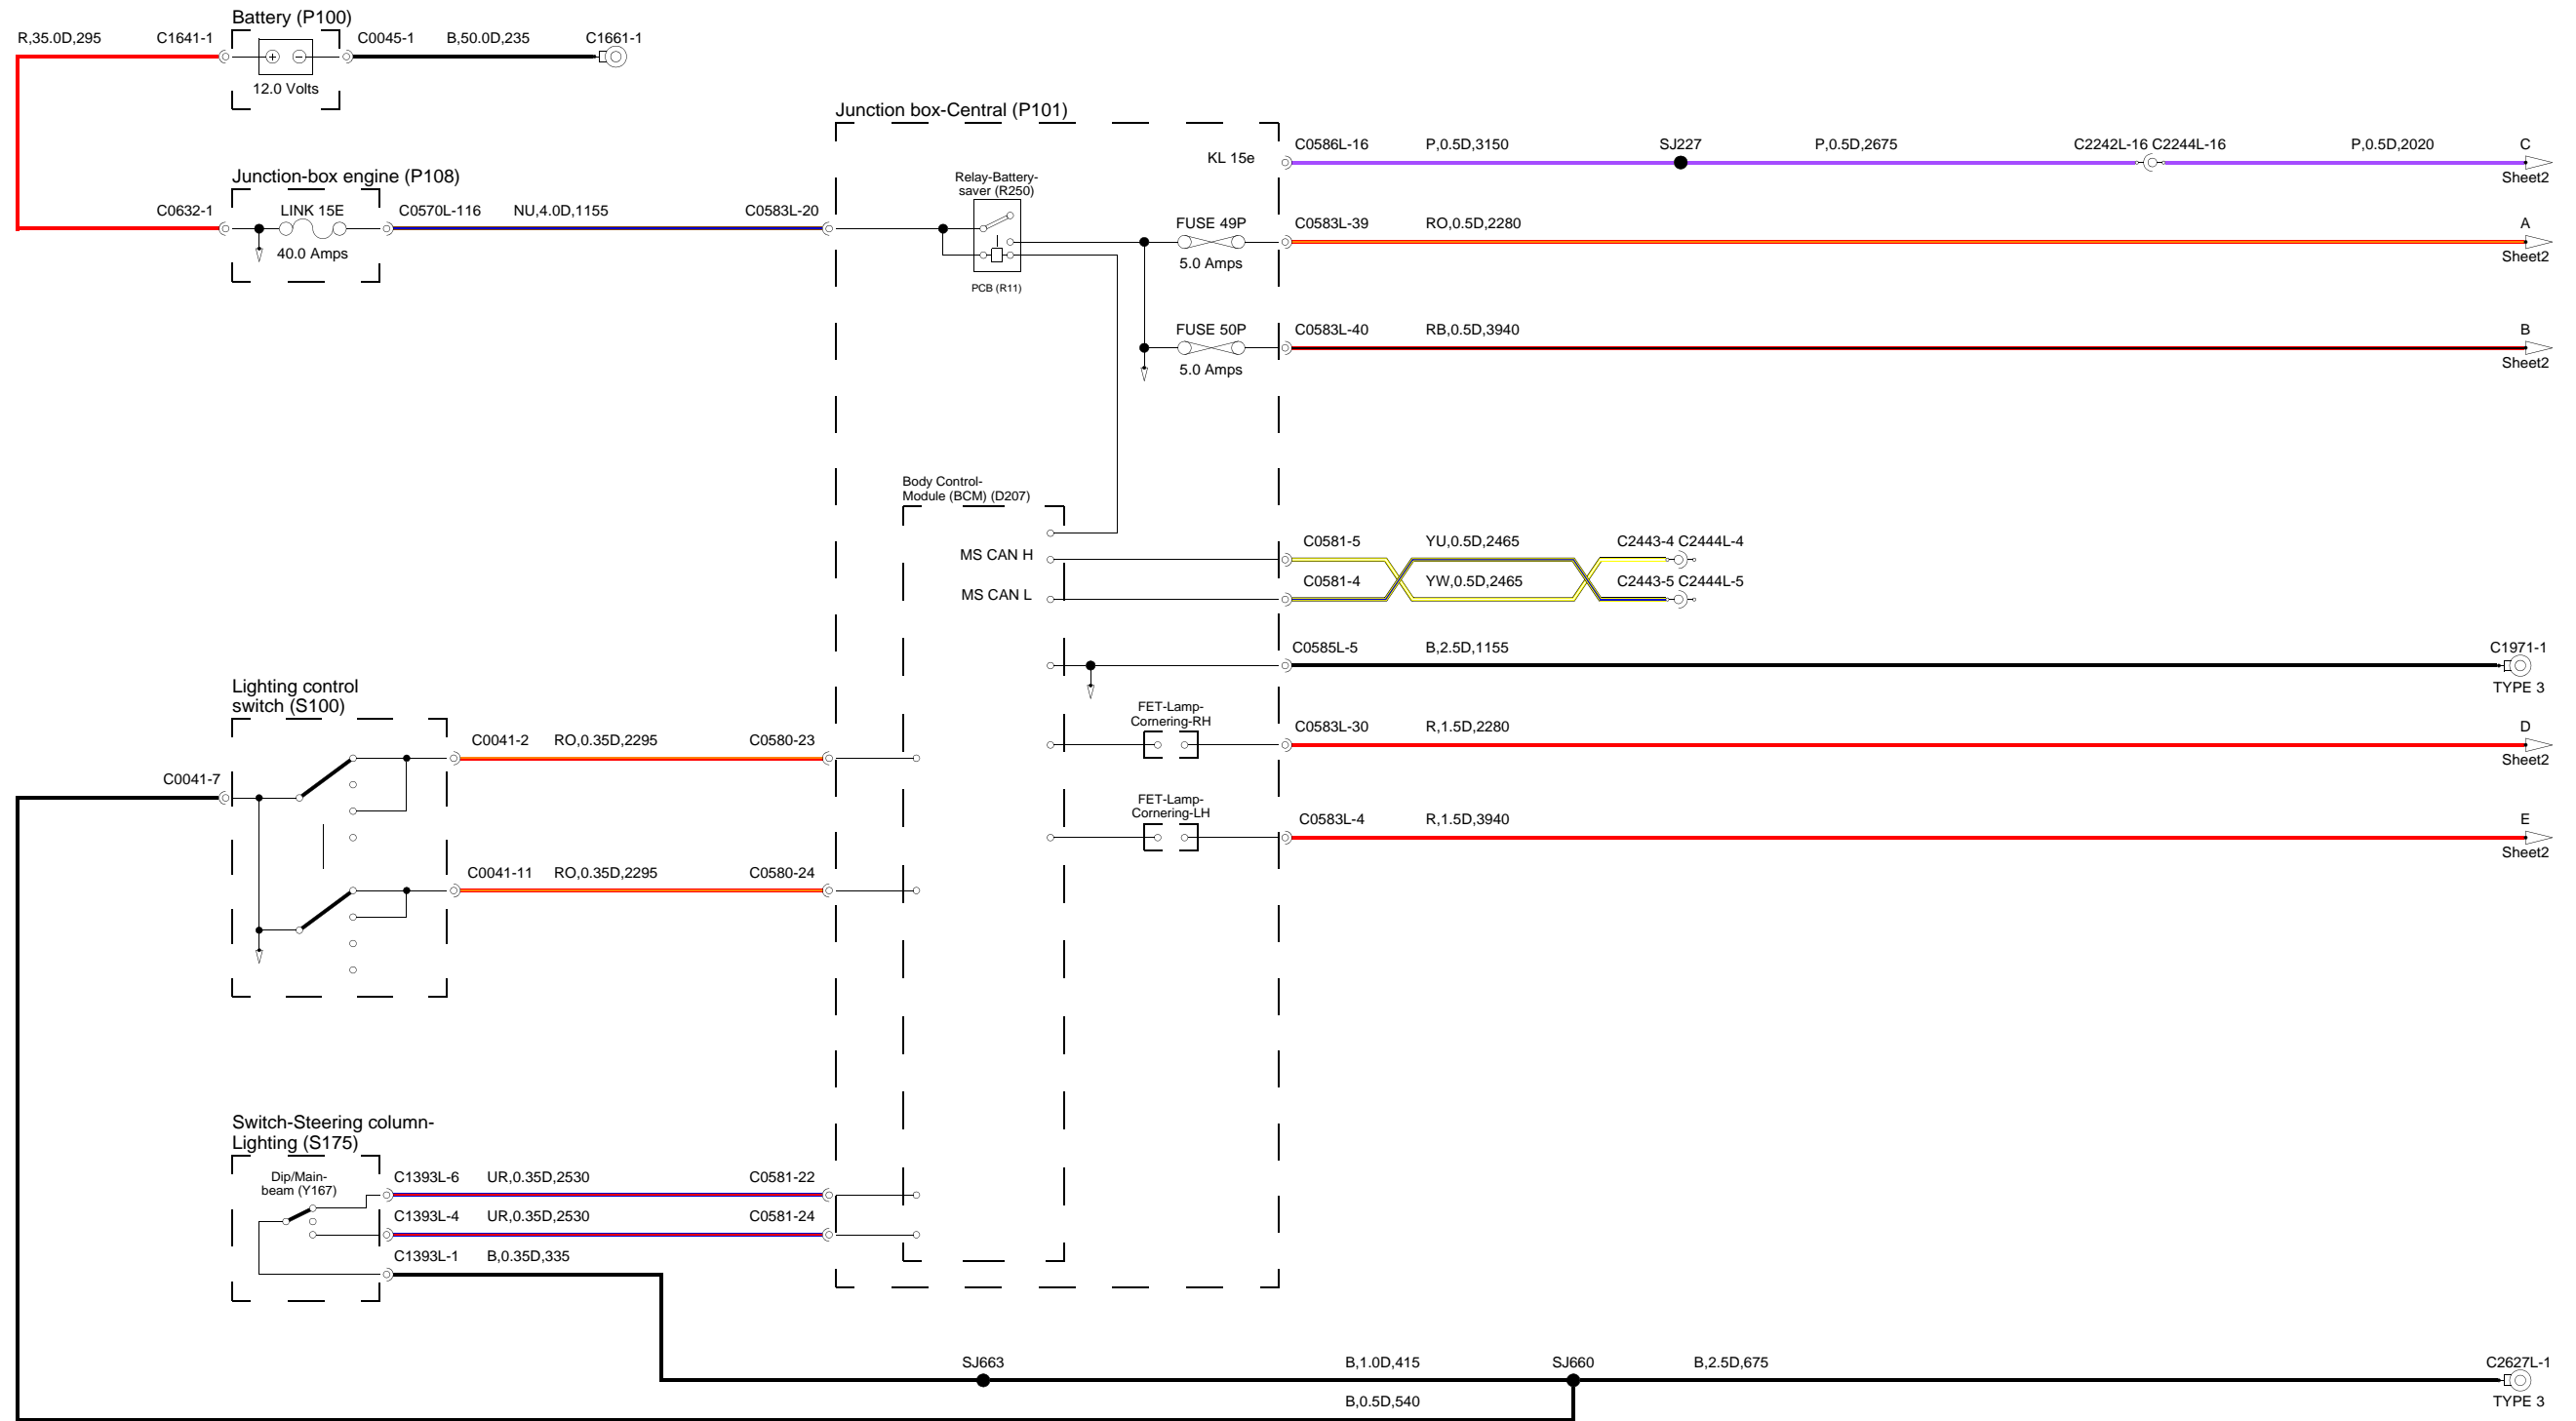 Battery (P100)
R,35.0D,295
C1641-1
C0045-1
B,50.0D,235
C1661-1
12.0 Volts
Junction box-Central (P101)
KL 15e
C0586L-16
P,0.5D,3150
SJ227
P,0.5D,2675
C2242L-16 C2244L-16
P,0.5D,2020
C
Sheet2
Junction-box engine (P108)
C0632-1
LINK 15E
40.0 Amps
C0570L-116
NU,4.0D,1155
C0583L-20
Relay-Battery-
saver (R250)
PCB (R11)
FUSE 49P
5.0 Amps
C0583L-39
RO,0.5D,2280
A
Sheet2
FUSE 50P
5.0 Amps
C0583L-40
RB,0.5D,3940
B
Sheet2
Body Control-
Module (BCM) (D207)
MS CAN H
C0581-5
YU,0.5D,2465
C2443-4 C2444L-4
MS CAN L
C0581-4
YW,0.5D,2465
C2443-5 C2444L-5
C0585L-5
B,2.5D,1155
C1971-1
TYPE 3
Lighting control
switch (S100)
C0041-7
C0041-2
RO,0.35D,2295
C0580-23
FET-Lamp-
Cornering-RH
C0583L-30
R,1.5D,2280
D
Sheet2
FET-Lamp-
Cornering-LH
C0583L-4
R,1.5D,3940
E
Sheet2
C0041-11
RO,0.35D,2295
C0580-24
Switch-Steering column-
Lighting (S175)
Dip/Main-
beam (Y167)
C1393L-6
UR,0.35D,2530
C0581-22
C1393L-4
UR,0.35D,2530
C0581-24
C1393L-1
B,0.35D,335
SJ663
B,1.0D,415
SJ660
B,2.5D,675
C2627L-1
TYPE 3
B,0.5D,540